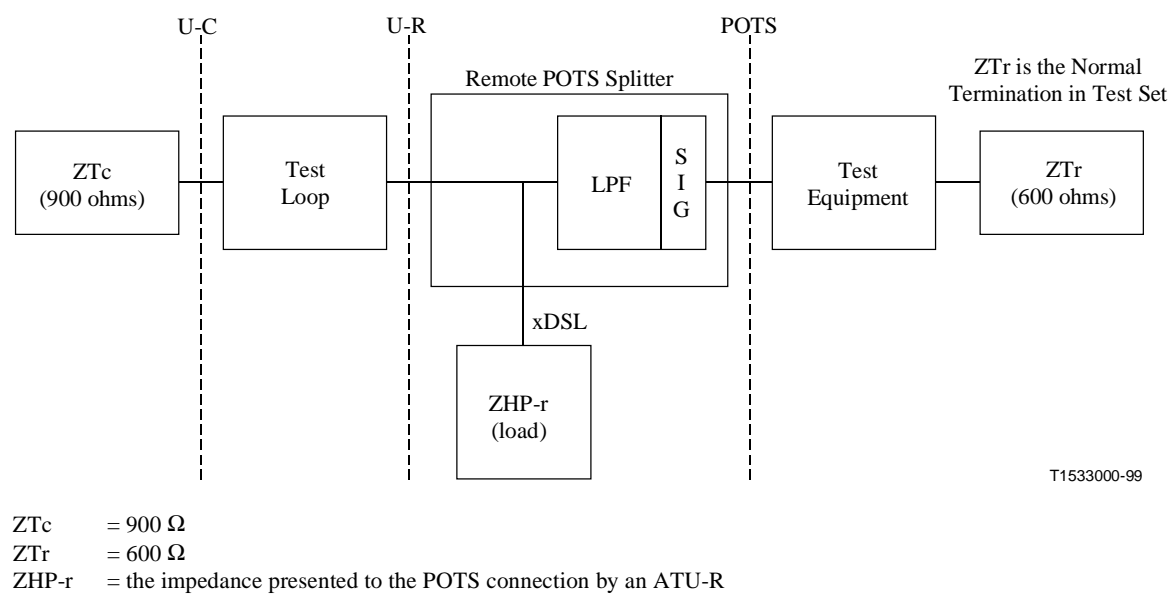 U-C
U-R
POTS
Remote POTS Splitter
ZTr is the Normal
Termination in Test Set
ZTc
(900 ohms)
Test
Loop
LPF
S
I
G
Test
Equipment
ZTr
(600 ohms)
xDSL
ZHP-r
(load)
T1533000-99
ZTc = 900 Ω
ZTr = 600 Ω
ZHP-r = the impedance presented to the POTS connection by an ATU-R